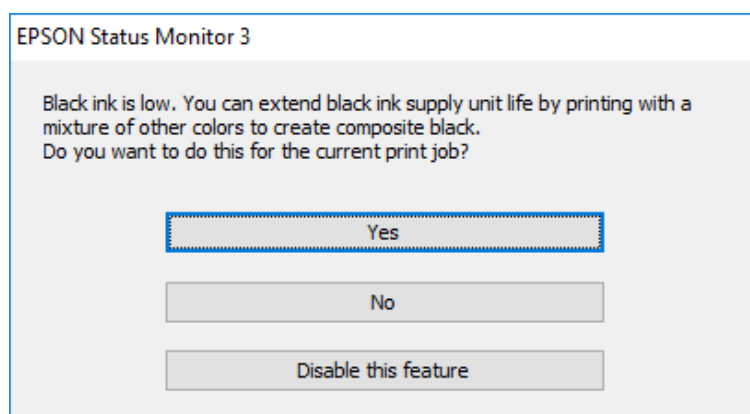 EPSON Status Monitor 3
Black ink is low. You can extend black ink supply unit life by printing with a
mixture of other colors to create composite black.
Do you want to do this for the current print job?
Yes
No
Disable this feature